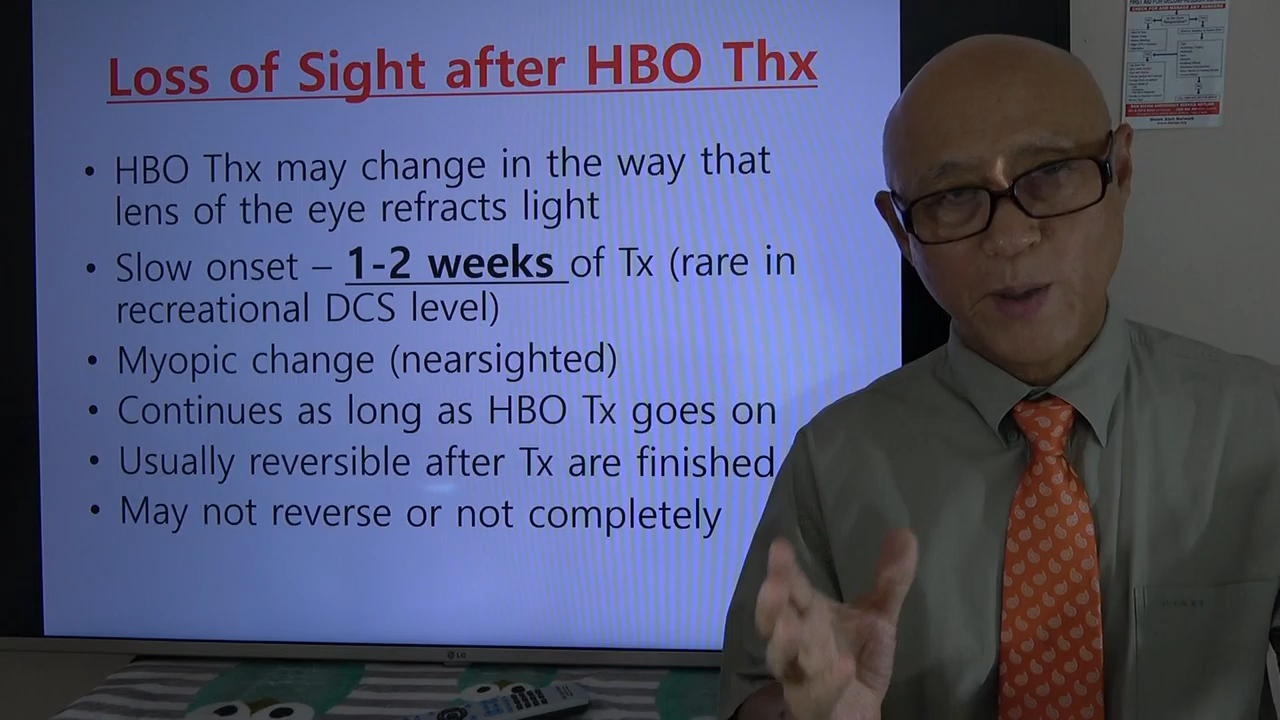 Loss of Sight after HBO Thx
• HBO Thx may change in the way that
lens of the eye refracts light
• Slow onset – 1-2 weeks of Tx (rare in
recreational DCS level)
• Myopic change (nearsighted)
• Continues as long as HBO Tx goes on
• Usually reversible after Tx are finished
• May not reverse or not completely
LG